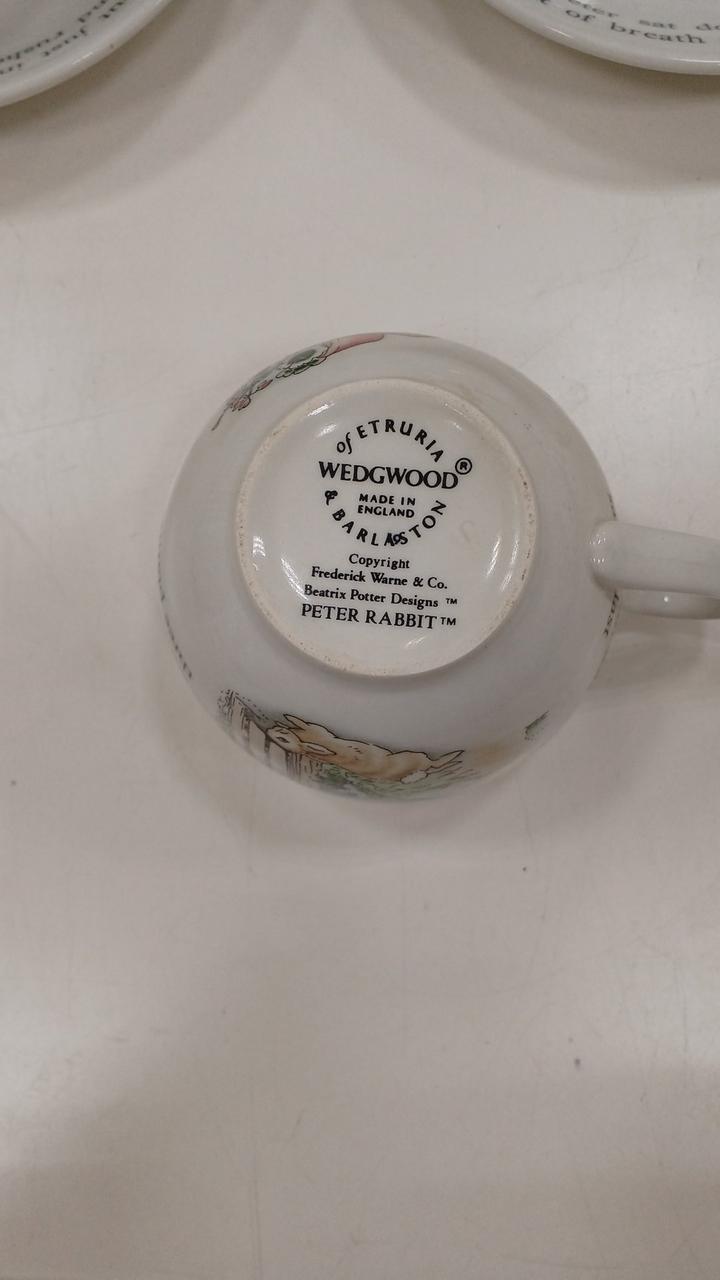 sat
of breath
of ETRURIA
WEDGWOOD ®
MADE IN
ENGLAND
& BARLASTON
Copyright
Frederick Warne & Co.
Beatrix Potter Designs ™
PETER RABBIT™